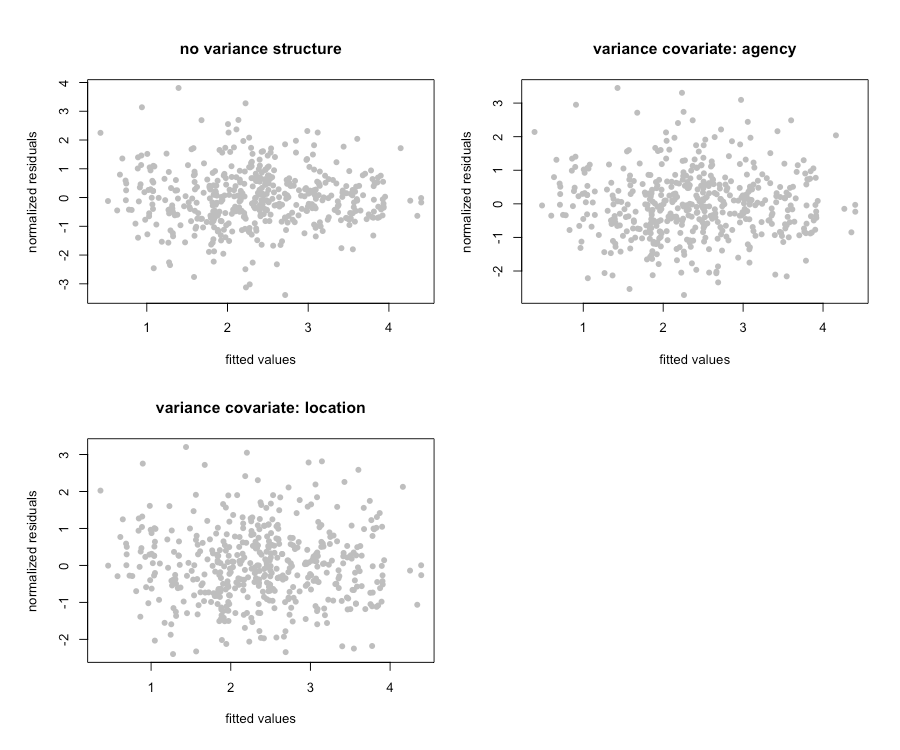 no variance structure
normalized residuals
4
3
2
1
0
-1
-2
-3
1 2 3 4
fitted values
variance covariate: agency
normalized residuals
3
2
1
0
-1
-2
1 2 3 4
fitted values
variance covariate: location
normalized residuals
3
2
1
0
-1
-2
1 2 3 4
fitted values